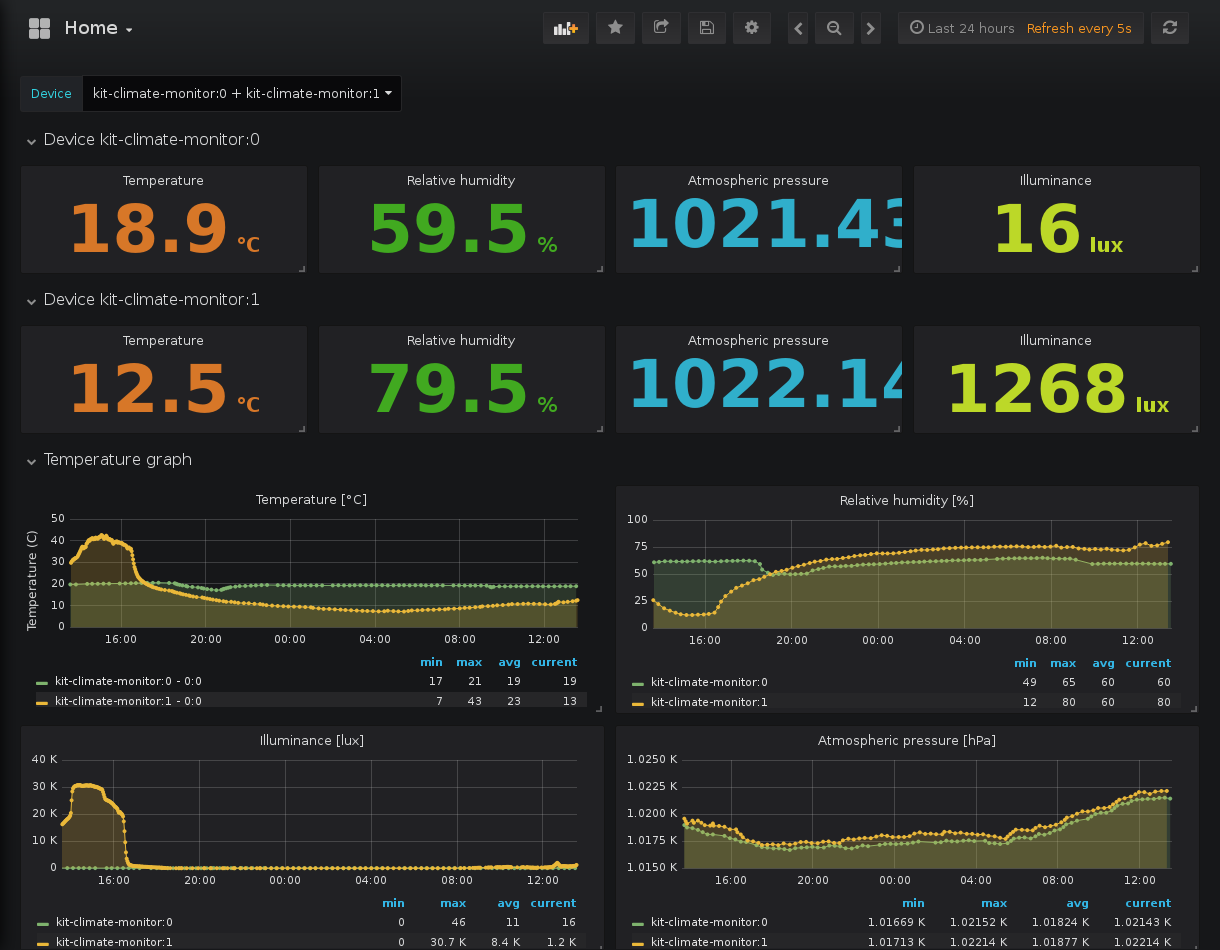 Home
Last 24 hours Refresh every 5s
Device kit-climate-monitor:0 + kit-climate-monitor:1
Device kit-climate-monitor:0
Temperature
18.9 °C
Relative humidity
59.5 %
Atmospheric pressure
1021.43
Illuminance
16 lux
Device kit-climate-monitor:1
Temperature
12.5 °C
Relative humidity
79.5 %
Atmospheric pressure
1022.14
Illuminance
1268 lux
Temperature graph
Temperature [°C]
Temperature (C)
50
40
30
20
10
0
16:00 20:00 00:00 04:00 08:00 12:00
min max avg current
kit-climate-monitor:0 - 0:0 17 21 19 19
kit-climate-monitor:1 - 0:0 7 43 23 13
Relative humidity [%]
100
75
50
25
0
16:00 20:00 00:00 04:00 08:00 12:00
min max avg current
kit-climate-monitor:0 49 65 60 60
kit-climate-monitor:1 12 80 60 80
Illuminance [lux]
40 K
30 K
20 K
10 K
0
16:00 20:00 00:00 04:00 08:00 12:00
min max avg current
kit-climate-monitor:0 0 46 11 16
kit-climate-monitor:1 0 30.7 K 8.4 K 1.2 K
Atmospheric pressure [hPa]
1.0250 K
1.0225 K
1.0200 K
1.0175 K
1.0150 K
16:00 20:00 00:00 04:00 08:00 12:00
min max avg current
kit-climate-monitor:0 1.01669 K 1.02152 K 1.01824 K 1.02143 K
kit-climate-monitor:1 1.01713 K 1.02214 K 1.01877 K 1.02214 K